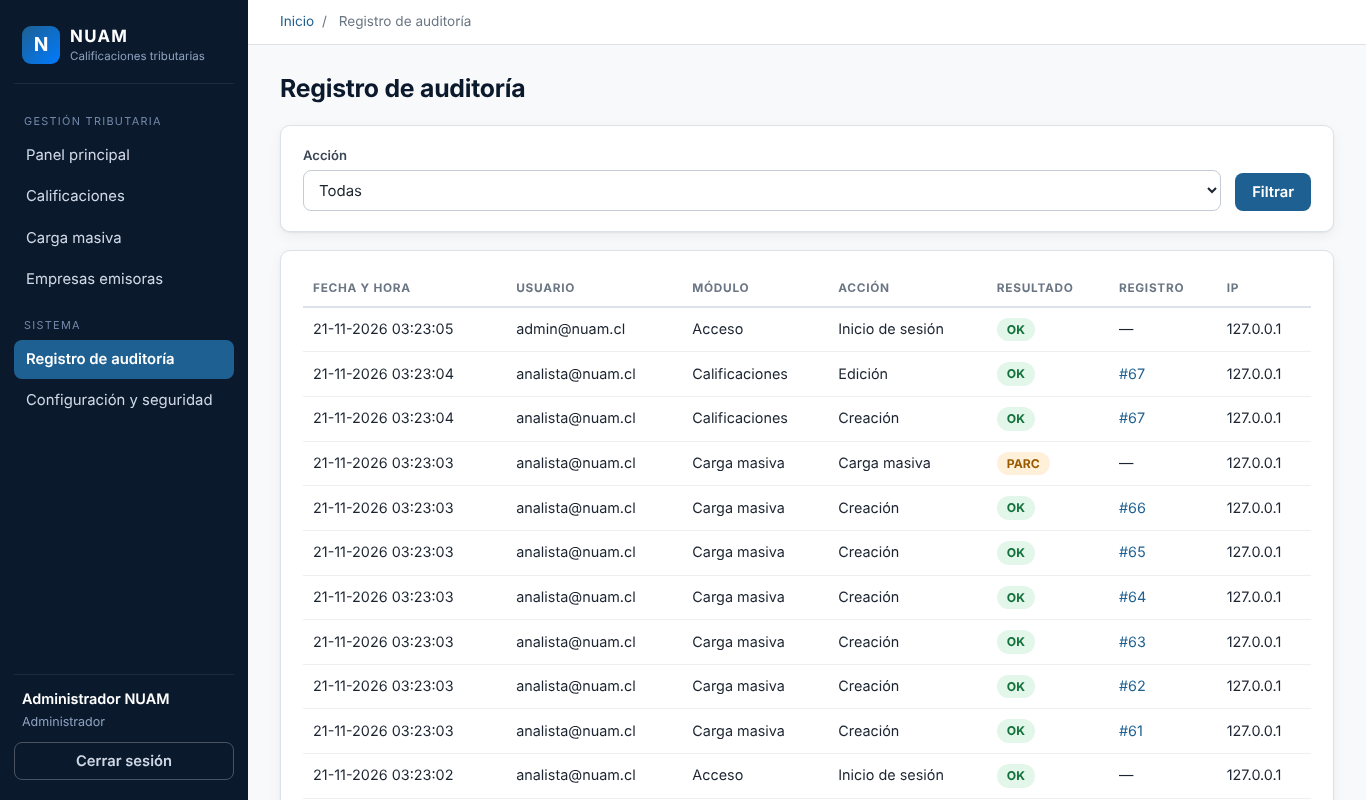 N
NUAM
Calificaciones tributarias
GESTIÓN TRIBUTARIA
Panel principal
Calificaciones
Carga masiva
Empresas emisoras
SISTEMA
Registro de auditoría
Configuración y seguridad
Administrador NUAM
Administrador
Cerrar sesión
Inicio / Registro de auditoría
Registro de auditoría
Acción
Todas
Filtrar
FECHA Y HORA USUARIO MÓDULO ACCIÓN RESULTADO REGISTRO IP
21-11-2026 03:23:05 admin@nuam.cl Acceso Inicio de sesión OK — 127.0.0.1
21-11-2026 03:23:04 analista@nuam.cl Calificaciones Edición OK #67 127.0.0.1
21-11-2026 03:23:04 analista@nuam.cl Calificaciones Creación OK #67 127.0.0.1
21-11-2026 03:23:03 analista@nuam.cl Carga masiva Carga masiva PARC — 127.0.0.1
21-11-2026 03:23:03 analista@nuam.cl Carga masiva Creación OK #66 127.0.0.1
21-11-2026 03:23:03 analista@nuam.cl Carga masiva Creación OK #65 127.0.0.1
21-11-2026 03:23:03 analista@nuam.cl Carga masiva Creación OK #64 127.0.0.1
21-11-2026 03:23:03 analista@nuam.cl Carga masiva Creación OK #63 127.0.0.1
21-11-2026 03:23:03 analista@nuam.cl Carga masiva Creación OK #62 127.0.0.1
21-11-2026 03:23:03 analista@nuam.cl Carga masiva Creación OK #61 127.0.0.1
21-11-2026 03:23:02 analista@nuam.cl Acceso Inicio de sesión OK — 127.0.0.1